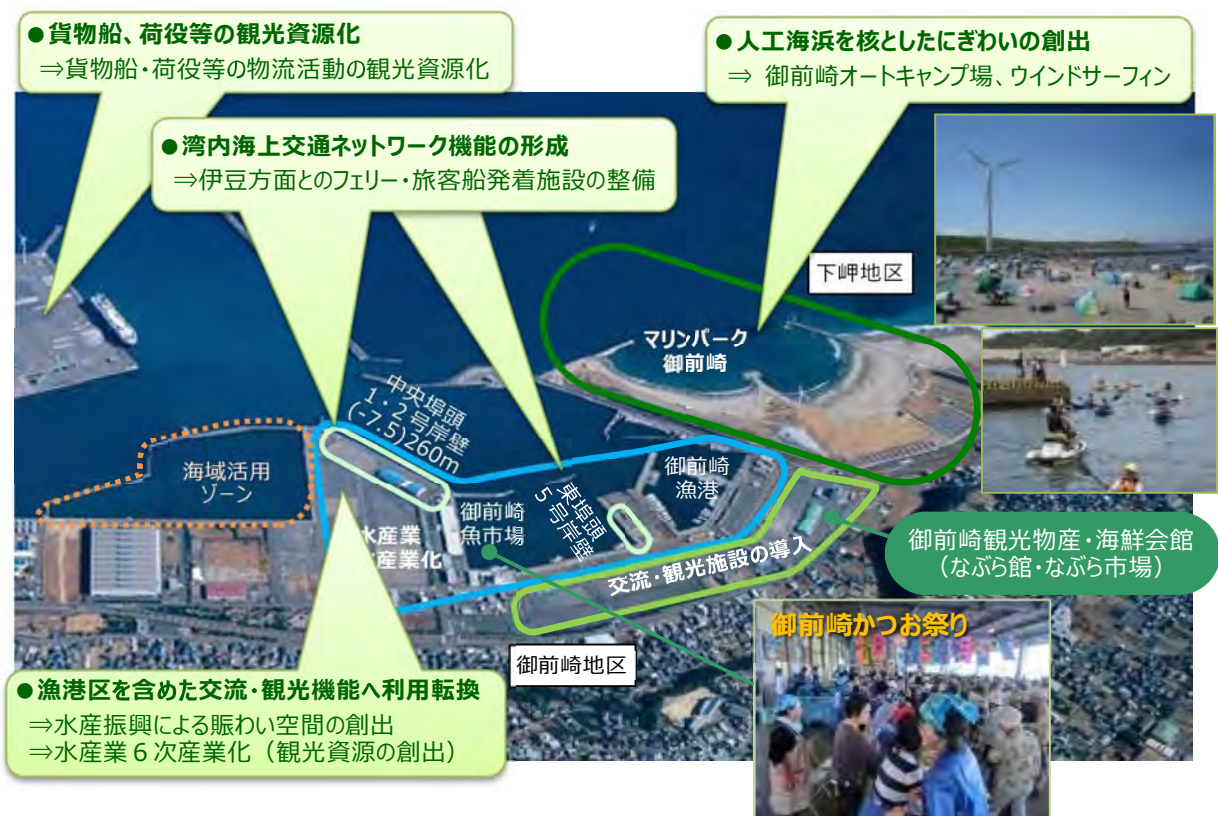 ●貨物船、荷役等の観光資源化
⇒貨物船・荷役等の物流活動の観光資源化
●人工海浜を核としたにぎわいの創出
⇒ 御前崎オートキャンプ場、ウインドサーフィン
●湾内海上交通ネットワーク機能の形成
⇒伊豆方面とのフェリー・旅客船発着施設の整備
下岬地区
マリンパーク
御前崎
中央埠頭
1・2号岸壁
(-7.5)260m
海域活用
ゾーン
御前崎
漁港
東埠頭
5号岸壁
御前崎
魚市場
水産業
産業化
交流・観光施設の導入
御前崎観光物産・海鮮会館
（なぶら館・なぶら市場）
御前崎かつお祭り
御前崎地区
●漁港区を含めた交流・観光機能へ利用転換
⇒水産振興による賑わい空間の創出
⇒水産業６次産業化（観光資源の創出）